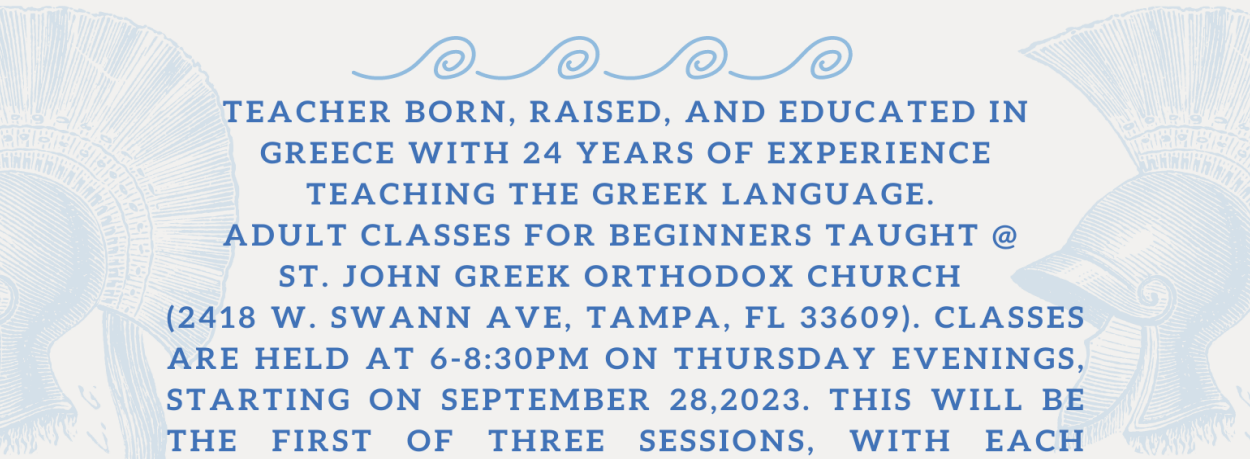 TEACHER BORN, RAISED, AND EDUCATED IN
GREECE WITH 24 YEARS OF EXPERIENCE
TEACHING THE GREEK LANGUAGE.
ADULT CLASSES FOR BEGINNERS TAUGHT @
ST. JOHN GREEK ORTHODOX CHURCH
(2418 W. SWANN AVE, TAMPA, FL 33609). CLASSES
ARE HELD AT 6-8:30PM ON THURSDAY EVENINGS,
STARTING ON SEPTEMBER 28,2023. THIS WILL BE
THE FIRST OF THREE SESSIONS, WITH EACH